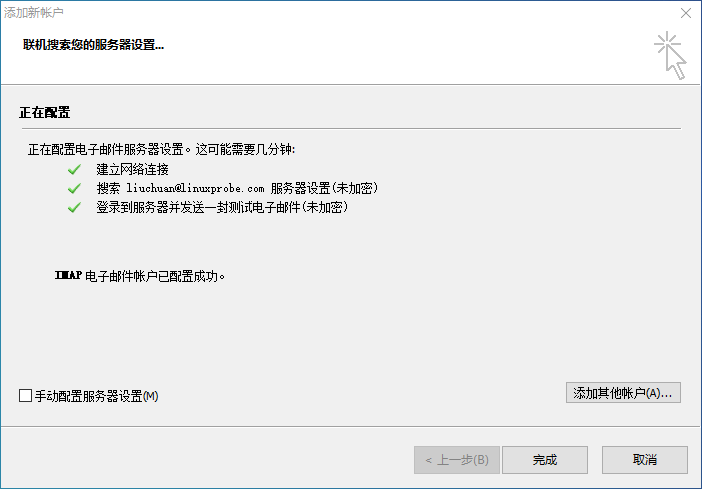 添加新帐户
联机搜索您的服务器设置...
正在配置
正在配置电子邮件服务器设置。这可能需要几分钟:
建立网络连接
搜索 liuchuan@linuxprobe.com 服务器设置(未加密)
登录到服务器并发送一封测试电子邮件(未加密)
IMAP 电子邮件帐户已配置成功。
手动配置服务器设置(M)
添加其他帐户(A)...
< 上一步(B)
完成
取消